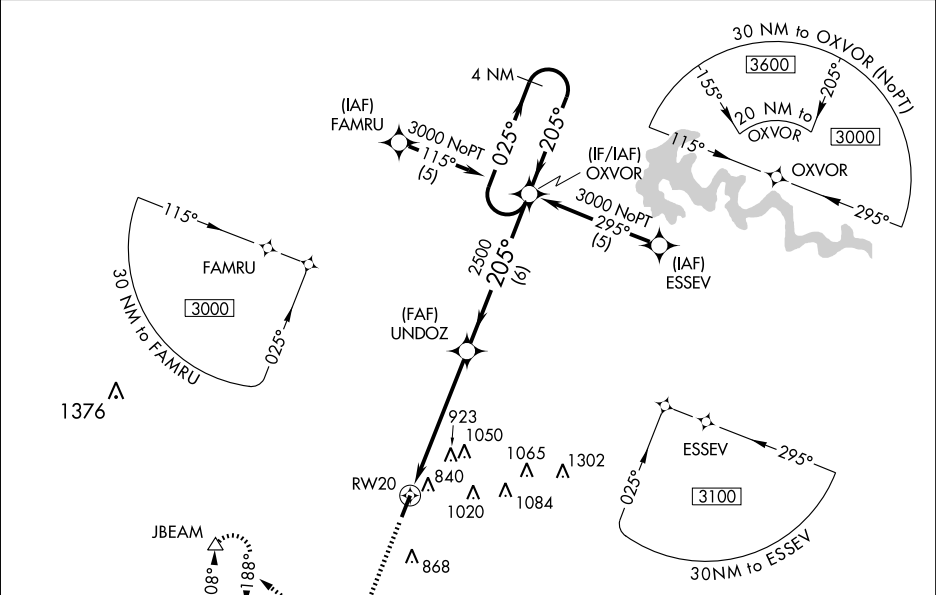 30 NM to OXVOR (NoPT)
3600
155°
205°
20 NM to
OXVOR
3000
115°
OXVOR
295°
4 NM
(IAF)
FAMRU
3000 NoPT
115°
(5)
025°
205°
(IF/IAF)
OXVOR
3000 NoPT
295°
(5)
(IAF)
ESSEV
2500
205°
(6)
115°
FAMRU
3000
025°
30 NM to FAMRU
(FAF)
UNDOZ
1376
923
1050
1065
1302
840
RW20
1020
1084
868
ESSEV
295°
025°
3100
30NM to ESSEV
JBEAM
08°
188°